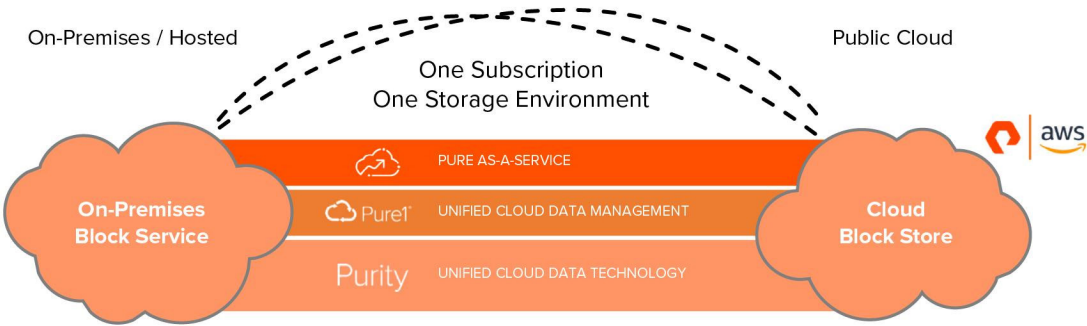 On-Premises / Hosted
Public Cloud
One Subscription
One Storage Environment
aws
PURE AS-A-SERVICE
On-Premises
Block Service
Pure1®
UNIFIED CLOUD DATA MANAGEMENT
Cloud
Block Store
Purity
UNIFIED CLOUD DATA TECHNOLOGY